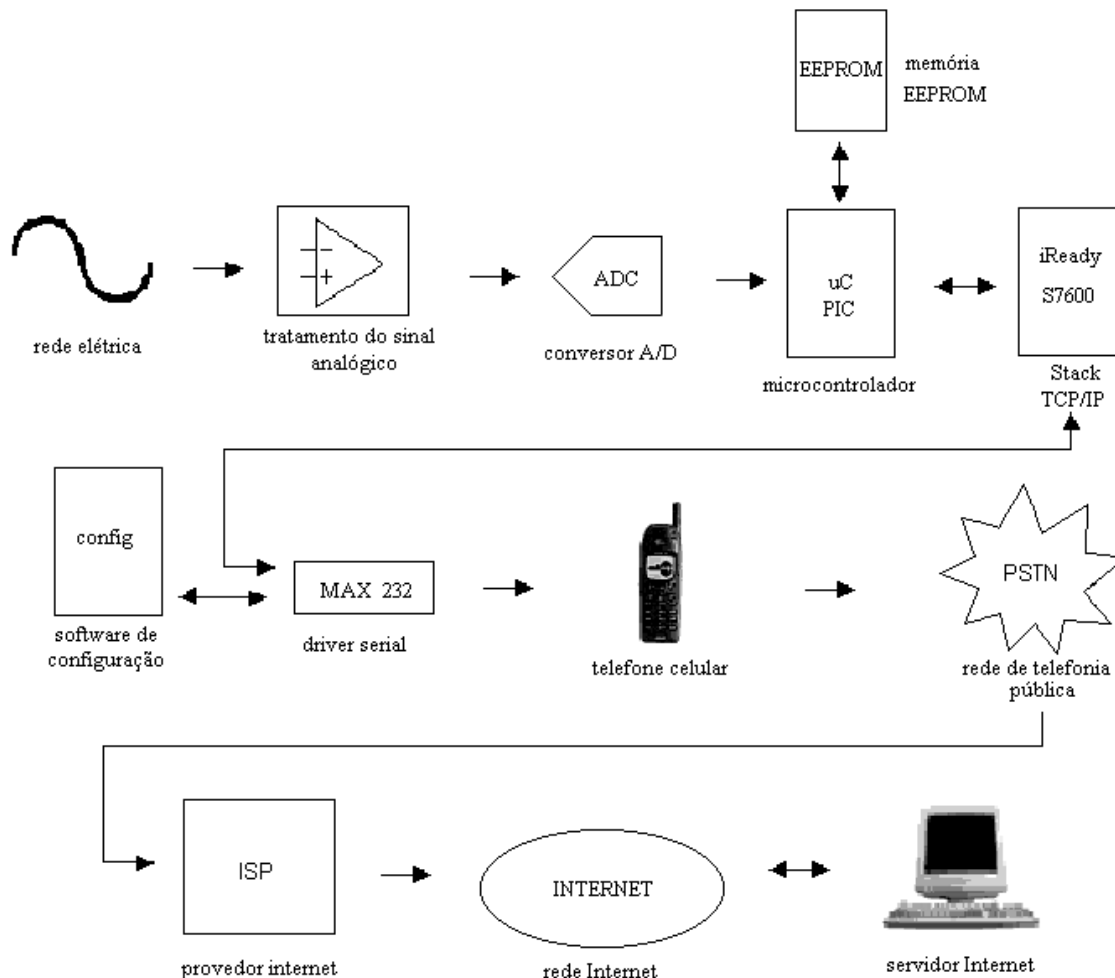 EEPROM
memória
EEPROM
rede elétrica
tratamento do sinal
analógico
ADC
conversor A/D
uC
PIC
microcontrolador
iReady
S7600
Stack
TCP/IP
config
software de
configuração
MAX 232
driver serial
telefone celular
PSTN
rede de telefonia
pública
ISP
provedor internet
INTERNET
rede Internet
servidor Internet